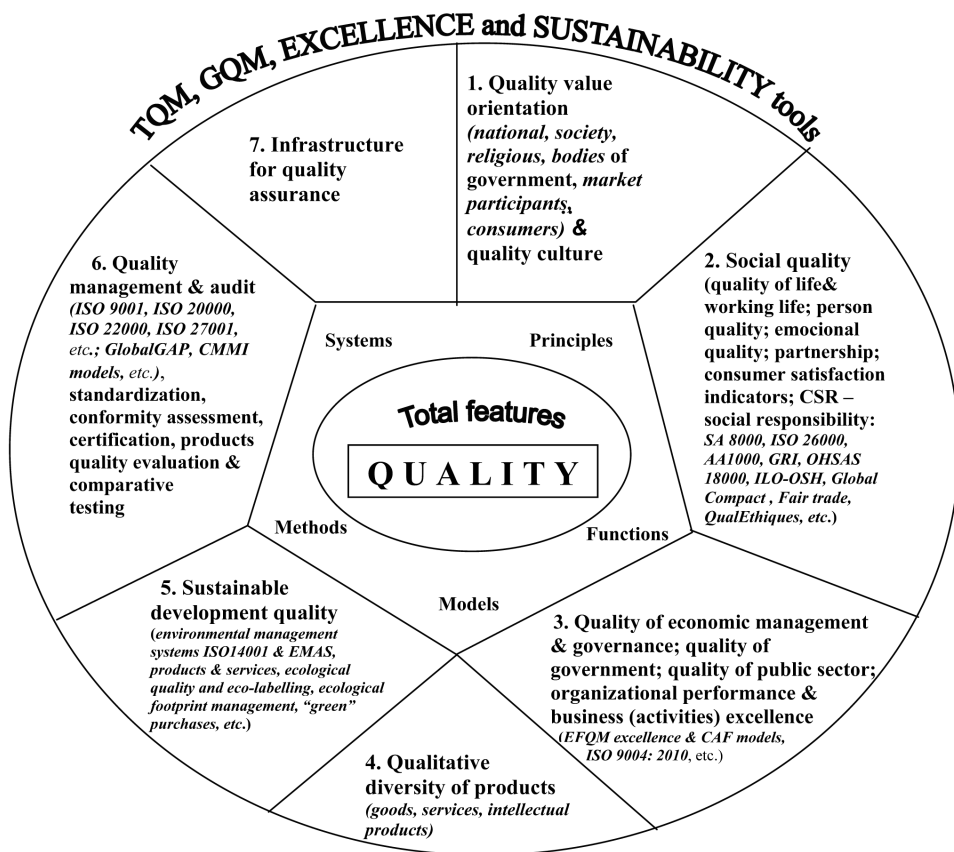 TQM, GQM, EXCELLENCE and SUSTAINABILITY tools
1. Quality value
orientation
(national, society,
religious, bodies of
government, market
participants,
consumers) &
quality culture
2. Social quality
(quality of life&
working life; person
quality; emocional
quality; partnership;
consumer satisfaction
indicators; CSR –
social responsibility:
SA 8000, ISO 26000,
AA1000, GRI, OHSAS
18000, ILO-OSH, Global
Compact , Fair trade,
QualEthiques, etc.)
3. Quality of economic management
& governance; quality of
government; quality of public sector;
organizational performance &
business (activities) excellence
(EFQM excellence & CAF models,
ISO 9004: 2010, etc.)
4. Qualitative
diversity of products
(goods, services, intellectual
products)
5. Sustainable
development quality
(environmental management
systems ISO14001 & EMAS,
products & services, ecological
quality and eco-labelling, ecological
footprint management, “green”
purchases, etc.)
6. Quality
management & audit
(ISO 9001, ISO 20000,
ISO 22000, ISO 27001,
etc.; GlobalGAP, CMMI
models, etc.),
standardization,
conformity assessment,
certification, products
quality evaluation &
comparative
testing
7. Infrastructure
for quality
assurance
Systems
Principles
Total features
QUALITY
Methods
Functions
Models